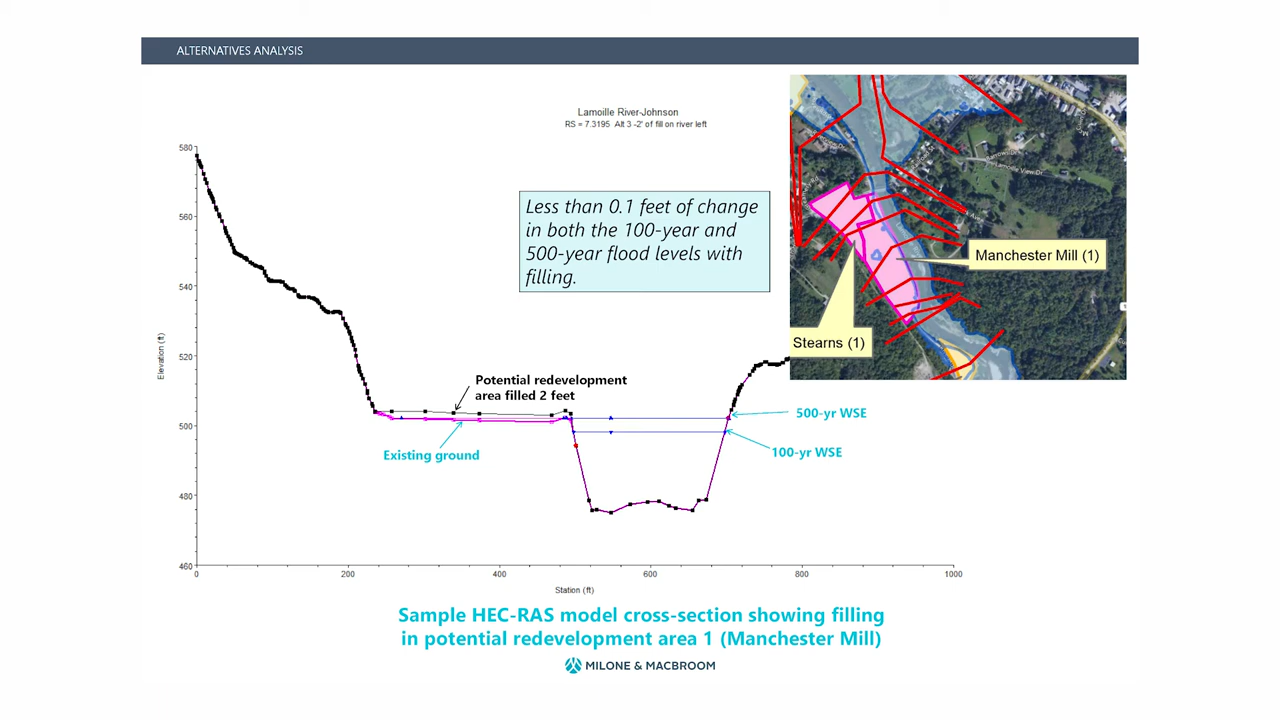 ALTERNATIVES ANALYSIS
Lamoille River-Johnson
RS = 7.3195 Alt 3 -2' of fill on river left
Less than 0.1 feet of change
in both the 100-year and
500-year flood levels with
filling.
Manchester Mill (1)
Stearns (1)
Lamoille View Dr
580
560
540
520
500
480
460
Elevation (ft)
Potential redevelopment
area filled 2 feet
Existing ground
500-yr WSE
100-yr WSE
0
200
400
600
800
1000
Station (ft)
Sample HEC-RAS model cross-section showing filling
in potential redevelopment area 1 (Manchester Mill)
MILONE & MACBROOM